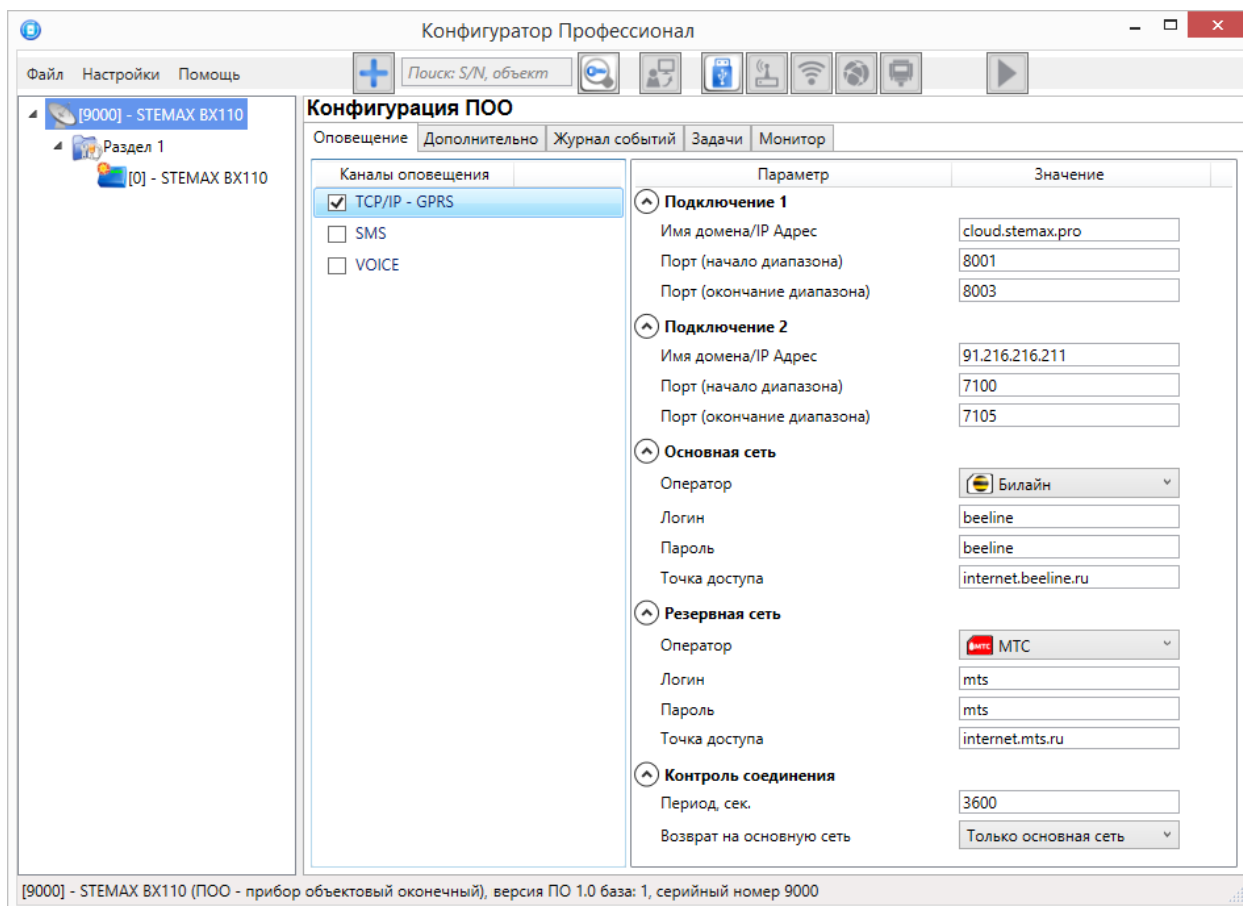 Конфигуратор Профессионал
Файл Настройки Помощь Поиск: S/N, объект
[9000] - STEMAX BX110
Раздел 1
[0] - STEMAX BX110
Конфигурация ПОО
Оповещение Дополнительно Журнал событий Задачи Монитор
Каналы оповещения
TCP/IP - GPRS
SMS
VOICE
Параметр Значение
Подключение 1
Имя домена/IP Адрес cloud.stemax.pro
Порт (начало диапазона) 8001
Порт (окончание диапазона) 8003
Подключение 2
Имя домена/IP Адрес 91.216.216.211
Порт (начало диапазона) 7100
Порт (окончание диапазона) 7105
Основная сеть
Оператор Билайн
Логин beeline
Пароль beeline
Точка доступа internet.beeline.ru
Резервная сеть
Оператор МТС МТС
Логин mts
Пароль mts
Точка доступа internet.mts.ru
Контроль соединения
Период, сек. 3600
Возврат на основную сеть Только основная сеть
[9000] - STEMAX BX110 (ПОО - прибор объектовый оконечный), версия ПО 1.0 база: 1, серийный номер 9000